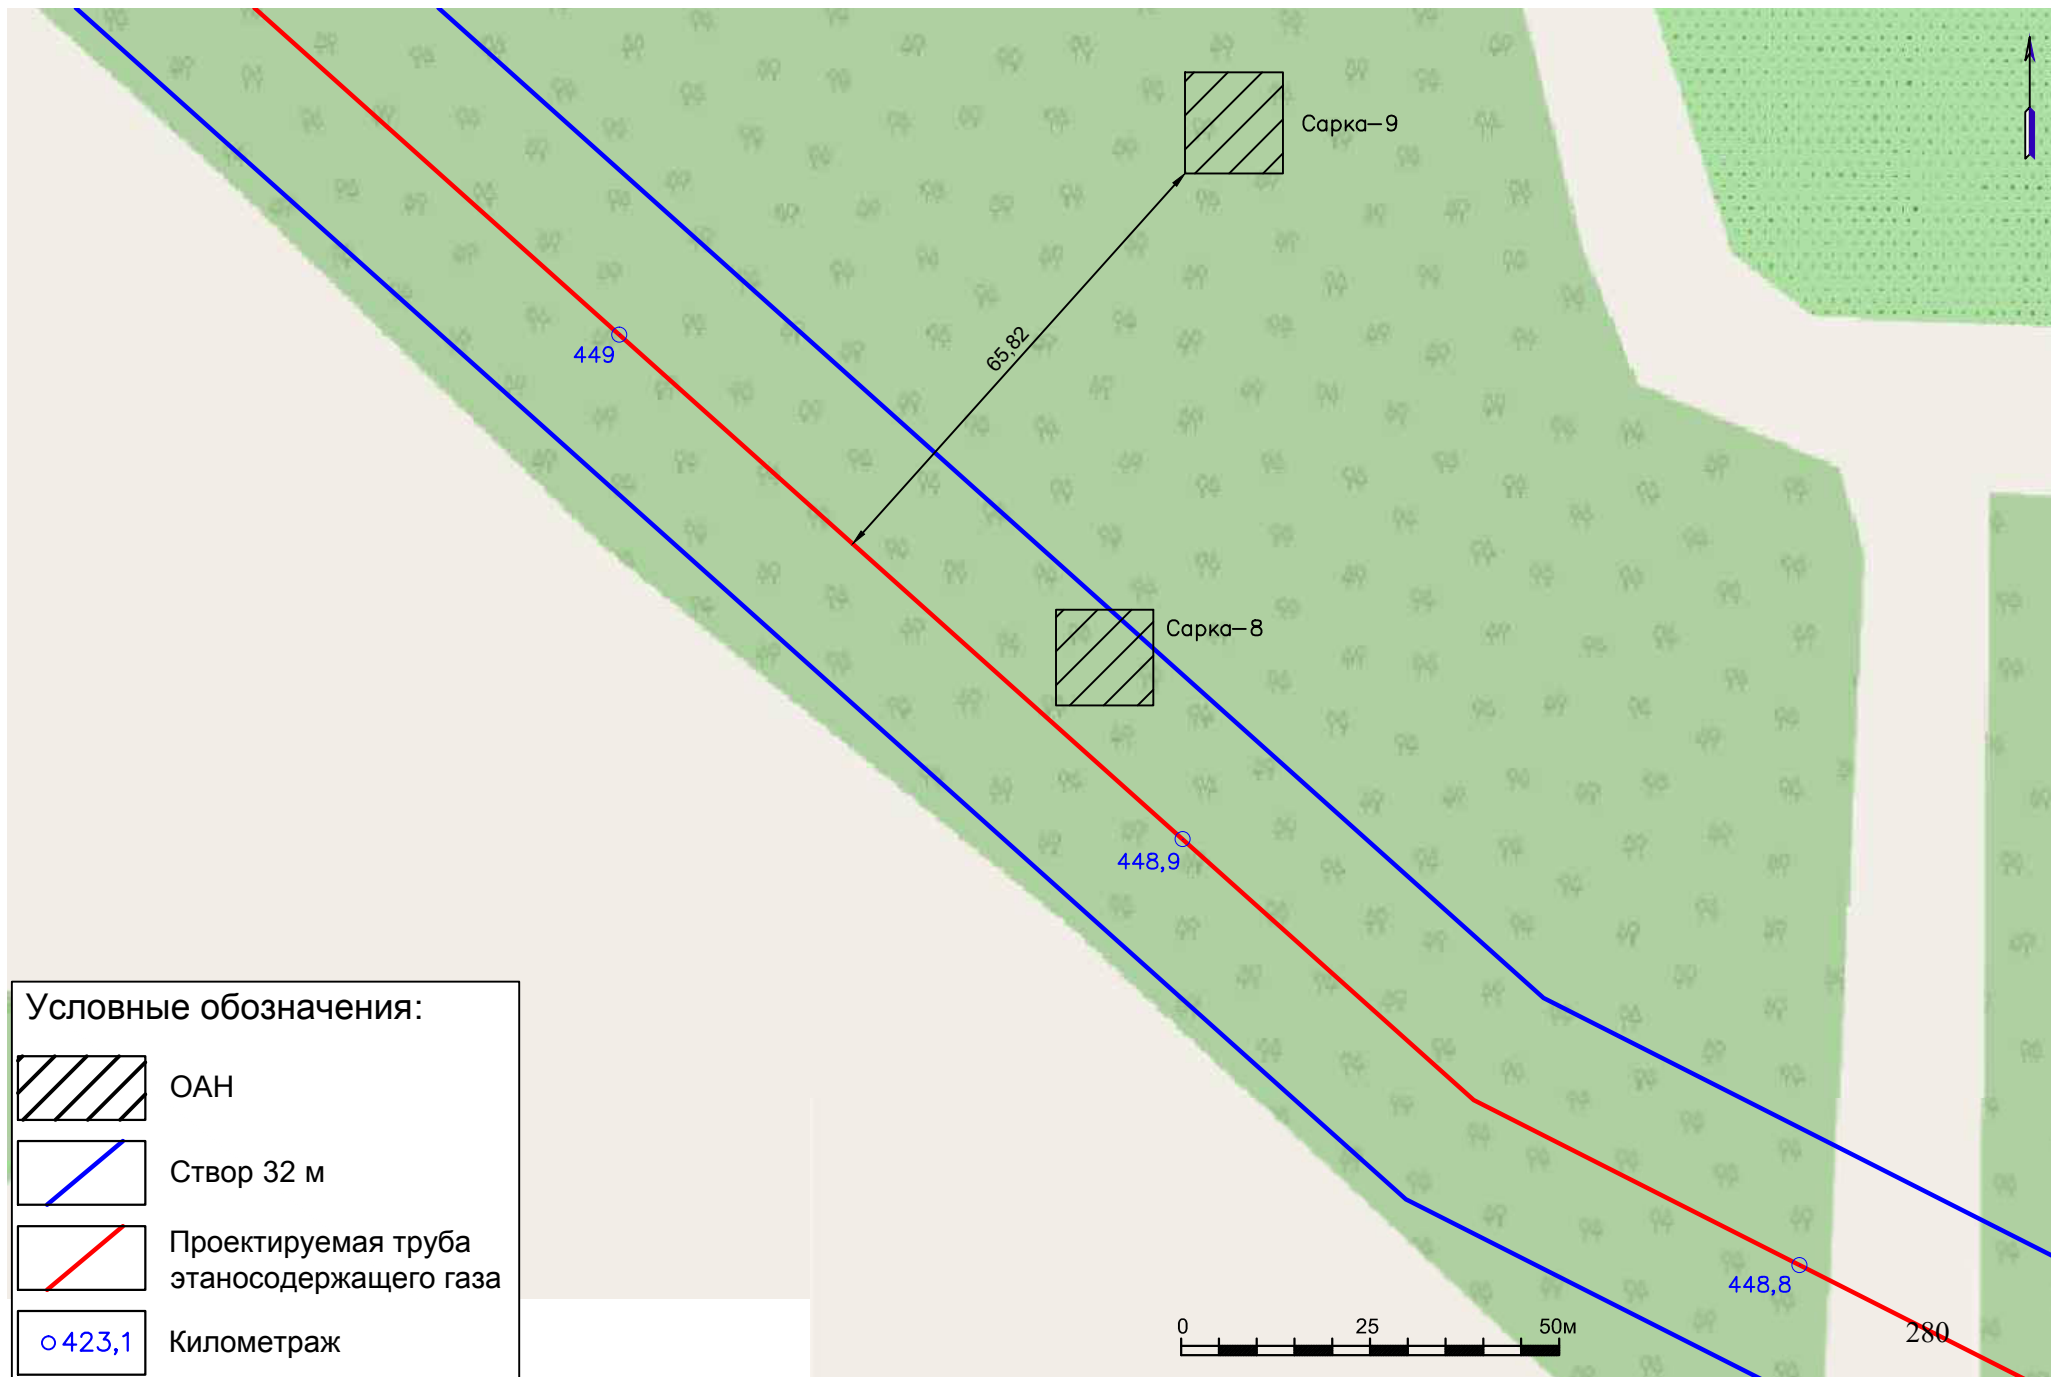 Сарка-9
65,82
449
Сарка-8
448,9
Условные обозначения:
ОАН
Створ 32 м
Проектируемая труба
этаносодержащего газа
423,1
Километраж
448,8
0 25 50м
280